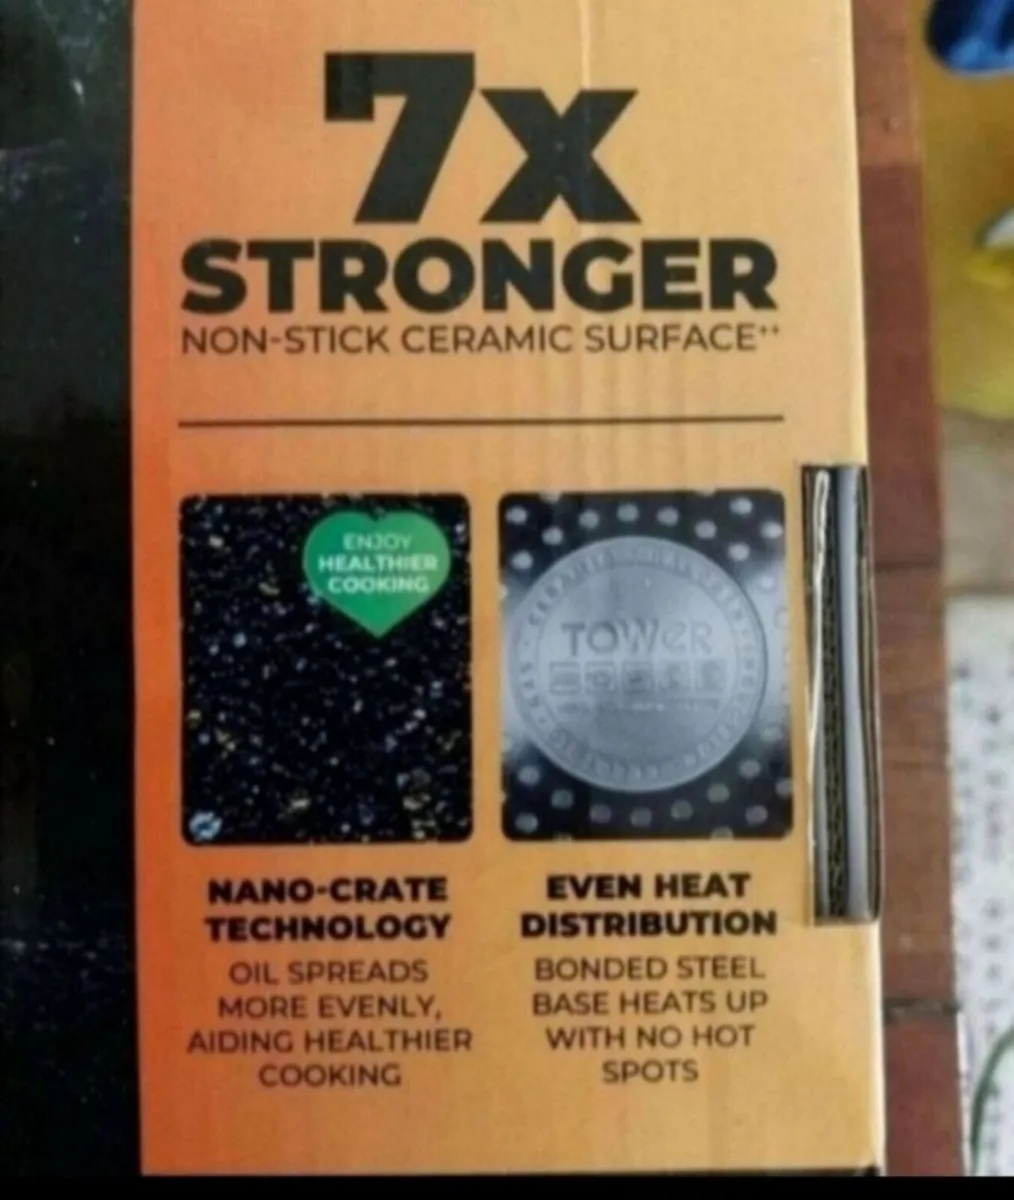 7x
STRONGER
NON-STICK CERAMIC SURFACE++
ENJOY
HEALTHIER
COOKING
TOWER
NANO-CRATE
TECHNOLOGY
OIL SPREADS
MORE EVENLY,
AIDING HEALTHIER
COOKING
EVEN HEAT
DISTRIBUTION
BONDED STEEL
BASE HEATS UP
WITH NO HOT
SPOTS